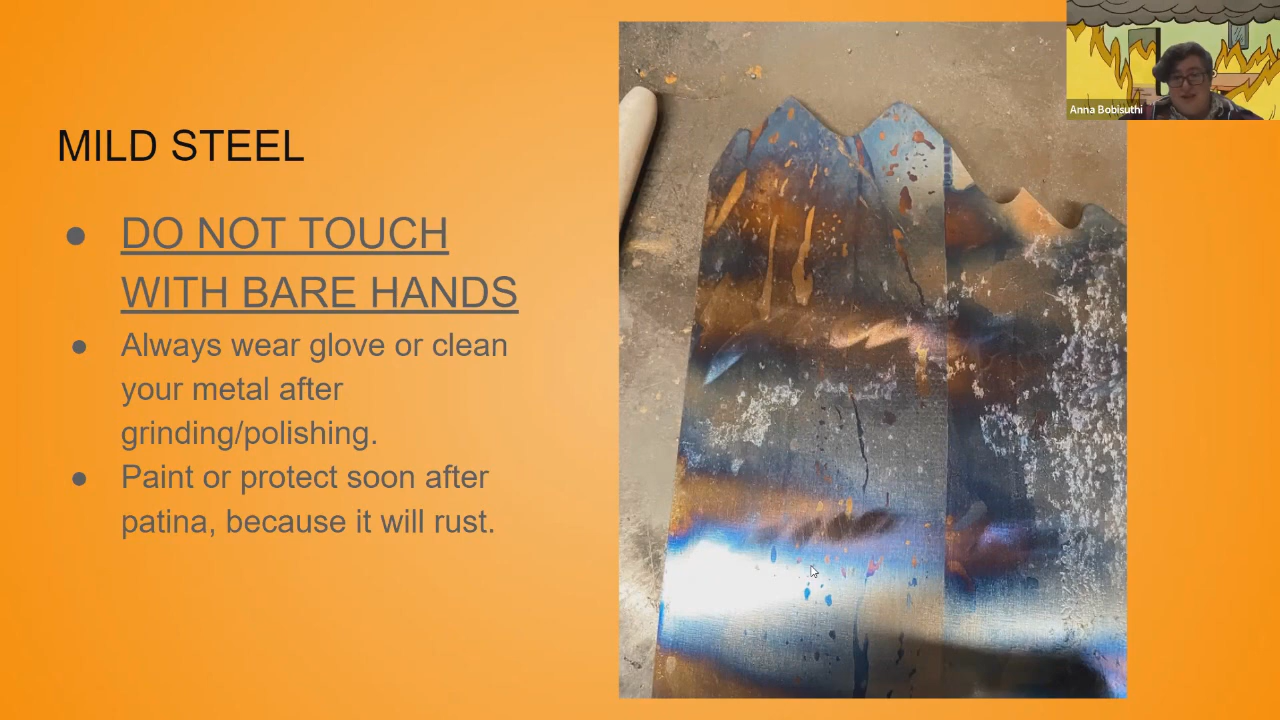 MILD STEEL
● DO NOT TOUCH
WITH BARE HANDS
● Always wear glove or clean
your metal after
grinding/polishing.
● Paint or protect soon after
patina, because it will rust.
Anna Bobisuthi